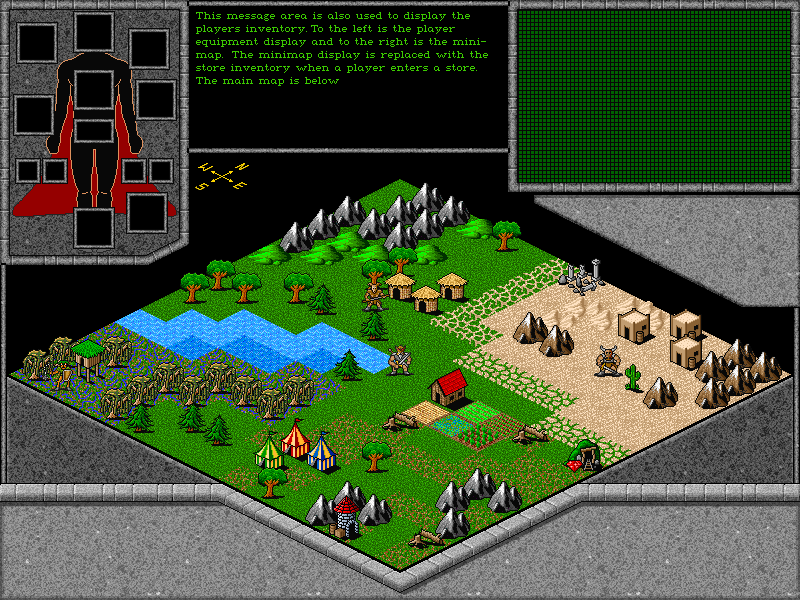 This message area is also used to display the
players inventory. To the left is the player
equipment display and to the right is the mini-
map. The minimap display is replaced with the
store inventory when a player enters a store.
The main map is below
W N
S E